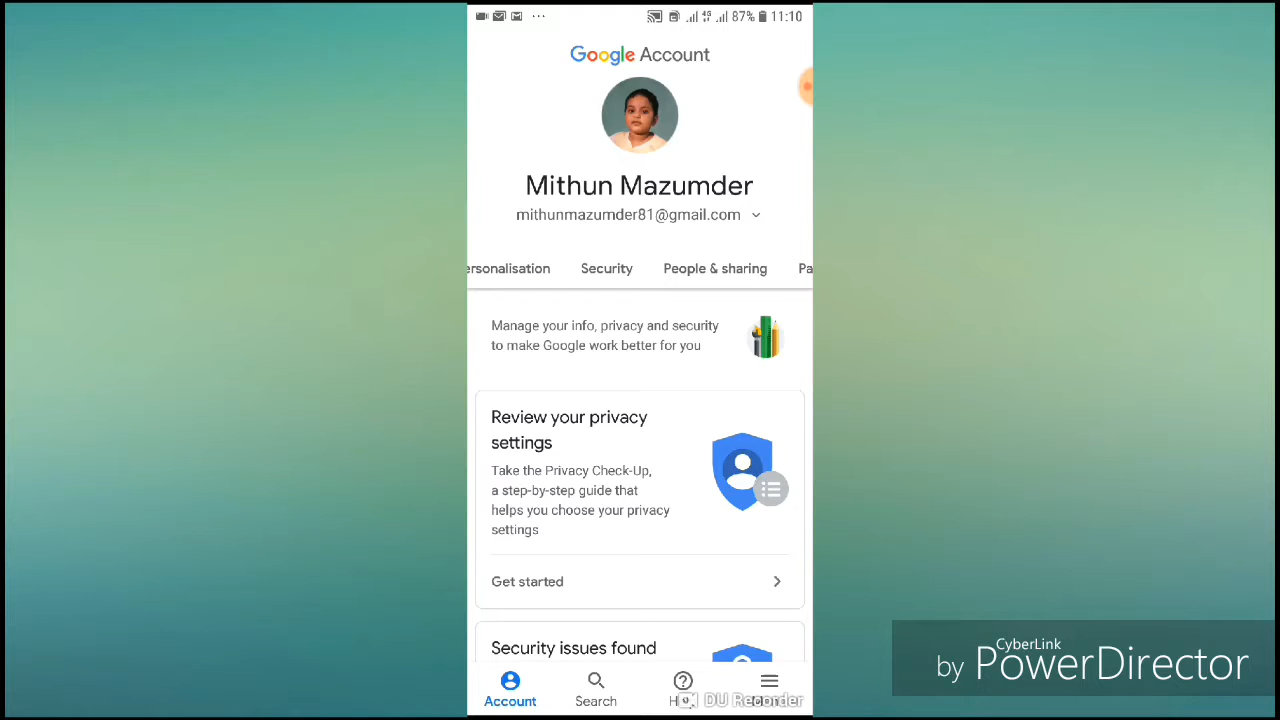 87% 11:10
Google Account
Mithun Mazumder
mithunmazumder81@gmail.com
ersonalisation Security People & sharing Pa
Manage your info, privacy and security
to make Google work better for you
Review your privacy
settings
Take the Privacy Check-Up,
a step-by-step guide that
helps you choose your privacy
settings
Get started
Security issues found
Account Search
DU Recorder
CyberLink
by PowerDirector